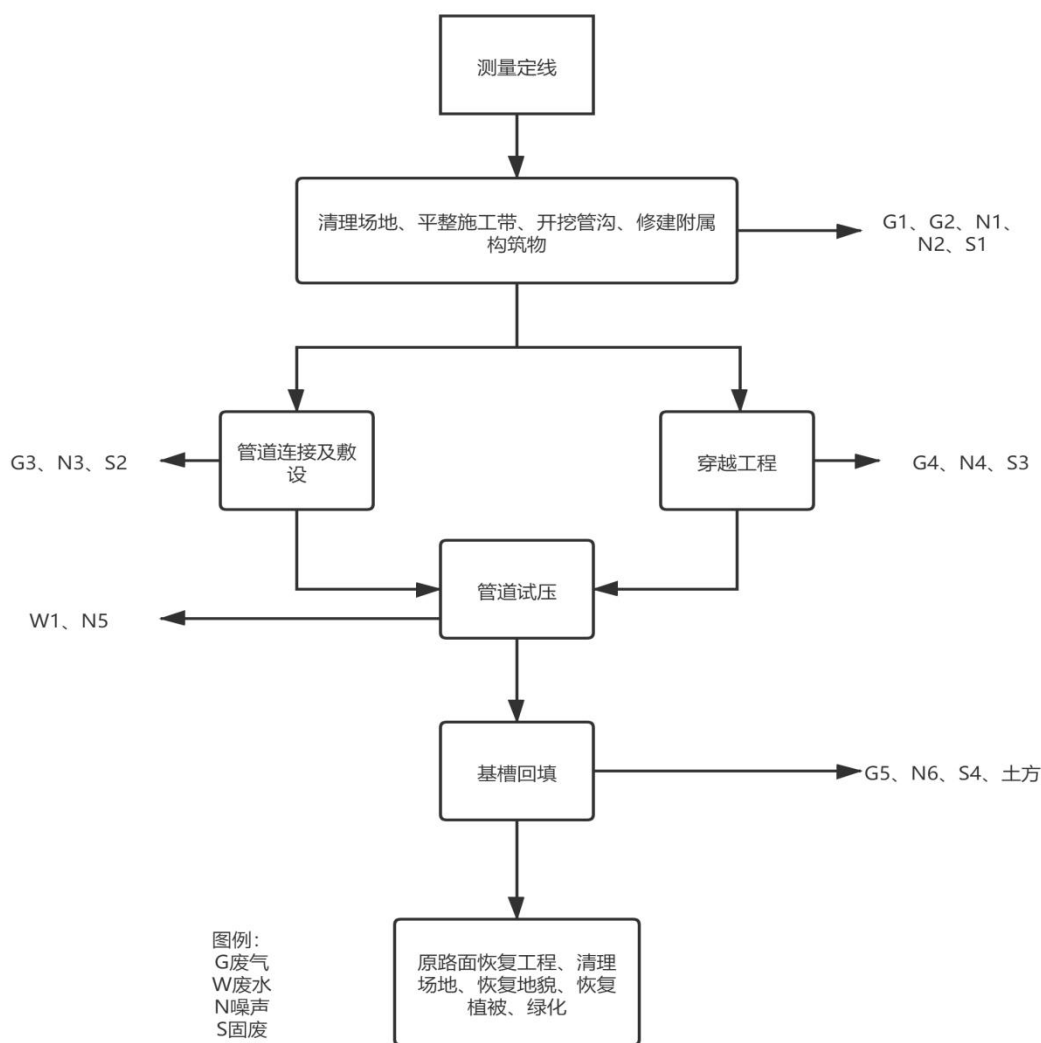 测量定线
清理场地、平整施工带、开挖管沟、修建附属
构筑物
G1、G2、N1、
N2、S1
管道连接及敷
设
G3、N3、S2
穿越工程
G4、N4、S3
管道试压
W1、N5
基槽回填
G5、N6、S4、土方
原路面恢复工程、清理
场地、恢复地貌、恢复
植被、绿化
图例：
G废气
W废水
N噪声
S固废